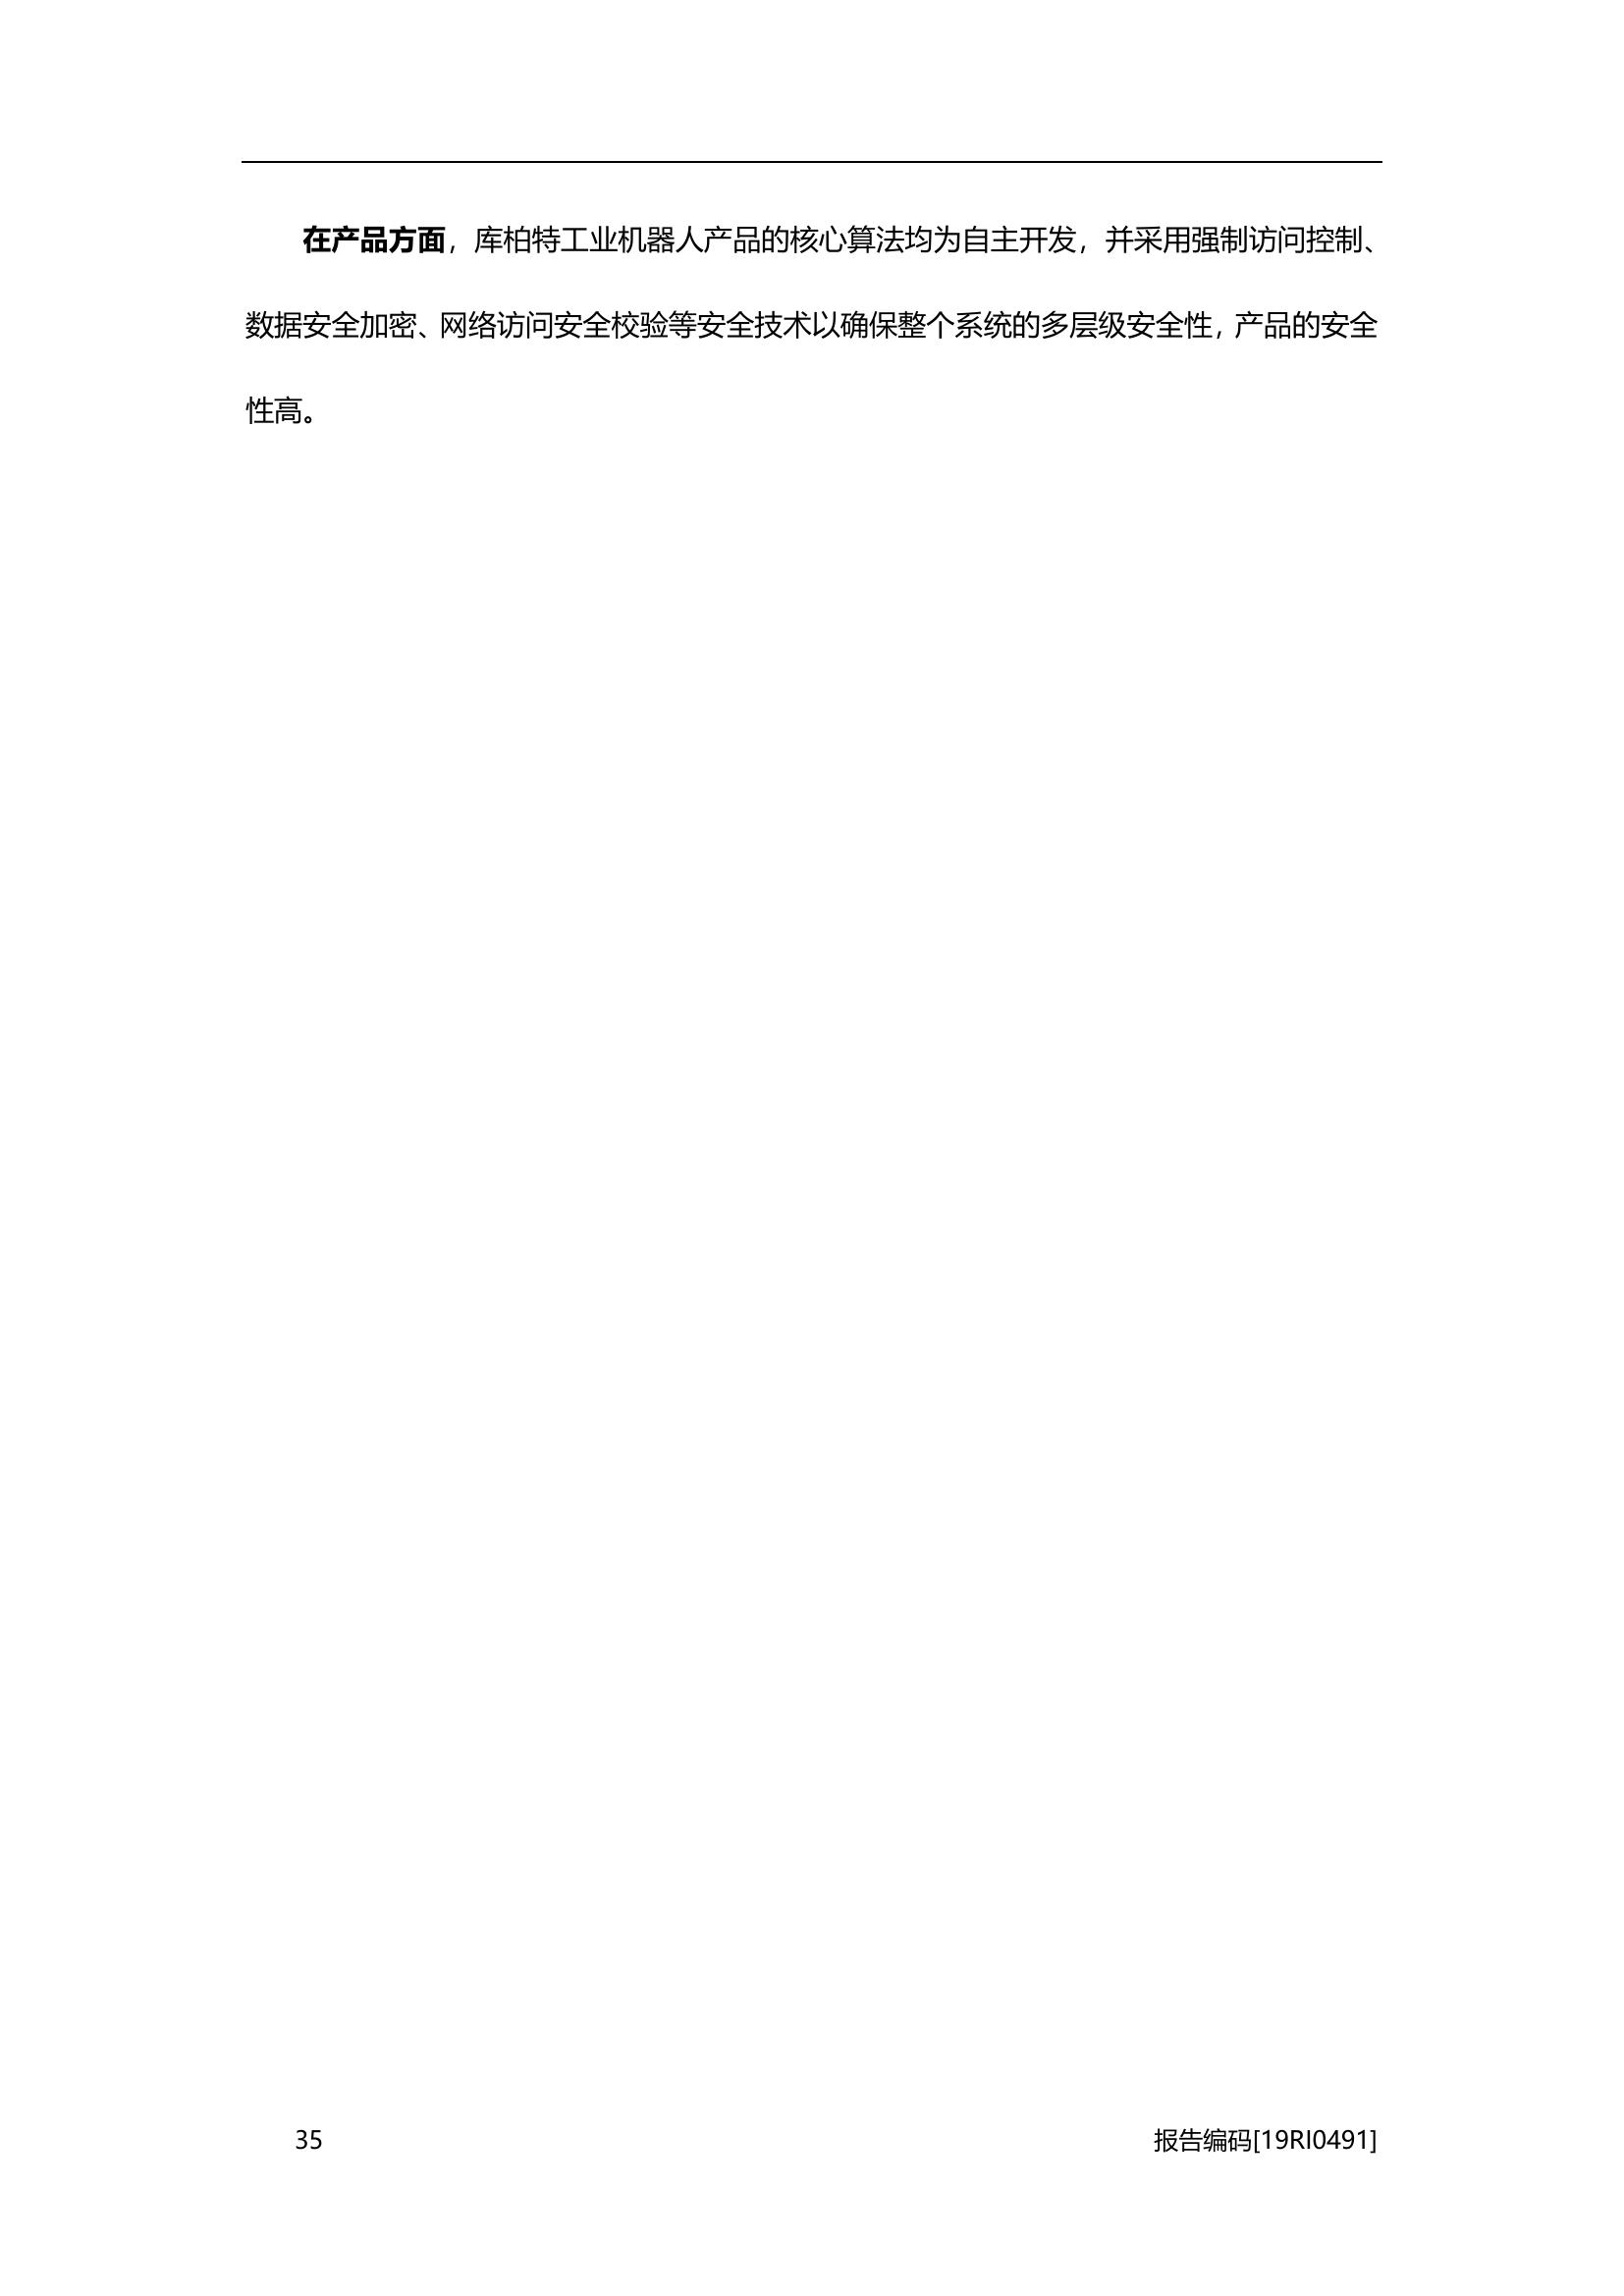 在产品方面，库柏特工业机器人产品的核心算法均为自主开发，并采用强制访问控制、
数据安全加密、网络访问安全校验等安全技术以确保整个系统的多层级安全性，产品的安全
性高。
35 报告编码[19RI0491]